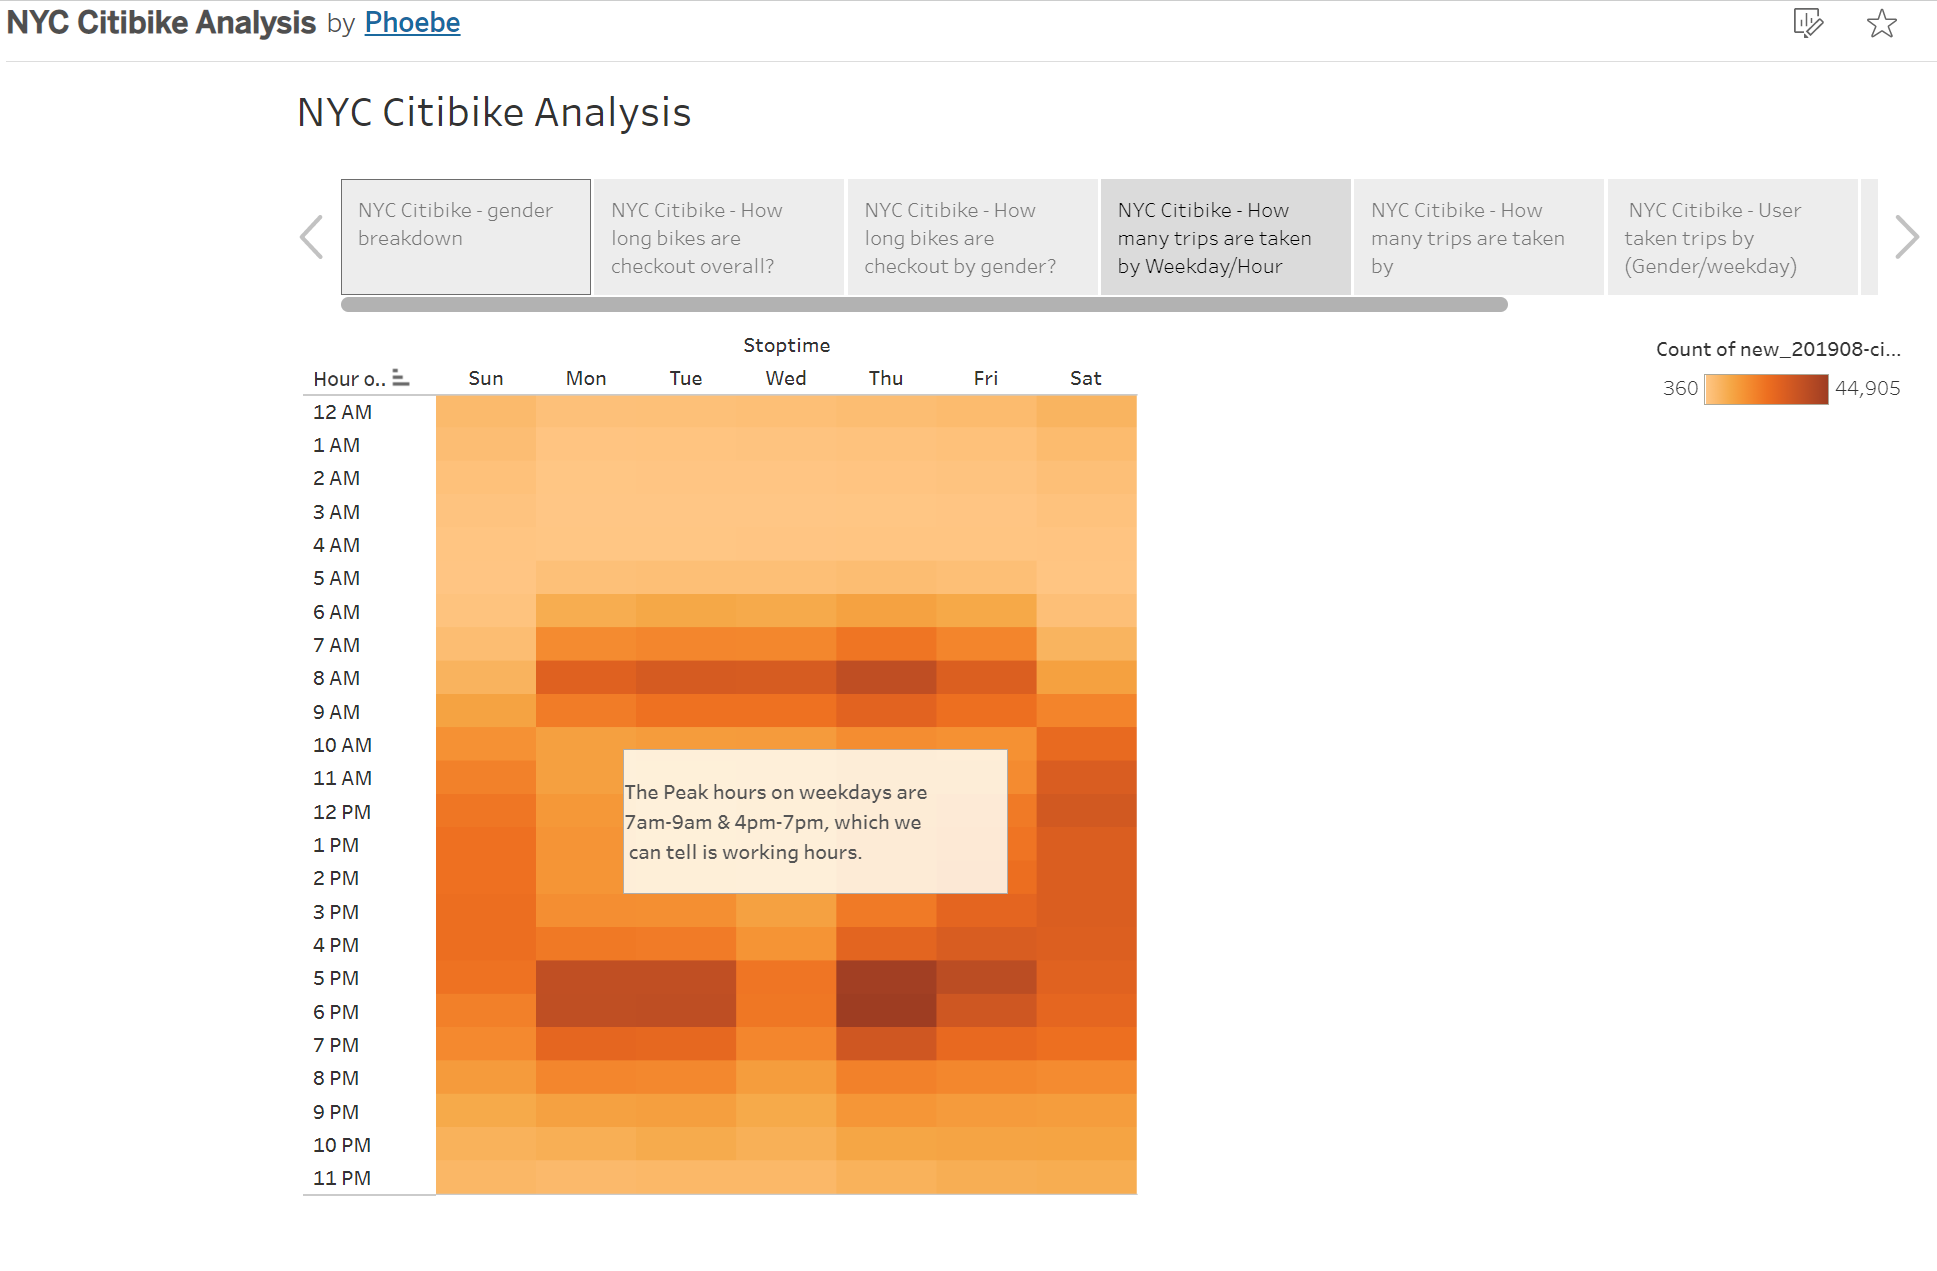 NYC Citibike Analysis by Phoebe
NYC Citibike Analysis
NYC Citibike - gender
breakdown
NYC Citibike - How
long bikes are
checkout overall?
NYC Citibike - How
long bikes are
checkout by gender?
NYC Citibike - How
many trips are taken
by Weekday/Hour
NYC Citibike - How
many trips are taken
by
NYC Citibike - User
taken trips by
(Gender/weekday)
Stoptime
Hour o.. Sun Mon Tue Wed Thu Fri Sat
Count of new_201908-ci...
360 44,905
12 AM
1 AM
2 AM
3 AM
4 AM
5 AM
6 AM
7 AM
8 AM
9 AM
10 AM
11 AM
12 PM
1 PM
2 PM
3 PM
4 PM
5 PM
6 PM
7 PM
8 PM
9 PM
10 PM
11 PM
The Peak hours on weekdays are
7am-9am & 4pm-7pm, which we
can tell is working hours.